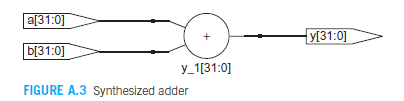 a[31:0]
b[31:0]
+
y[31:0]
y_1[31:0]
FIGURE A.3 Synthesized adder